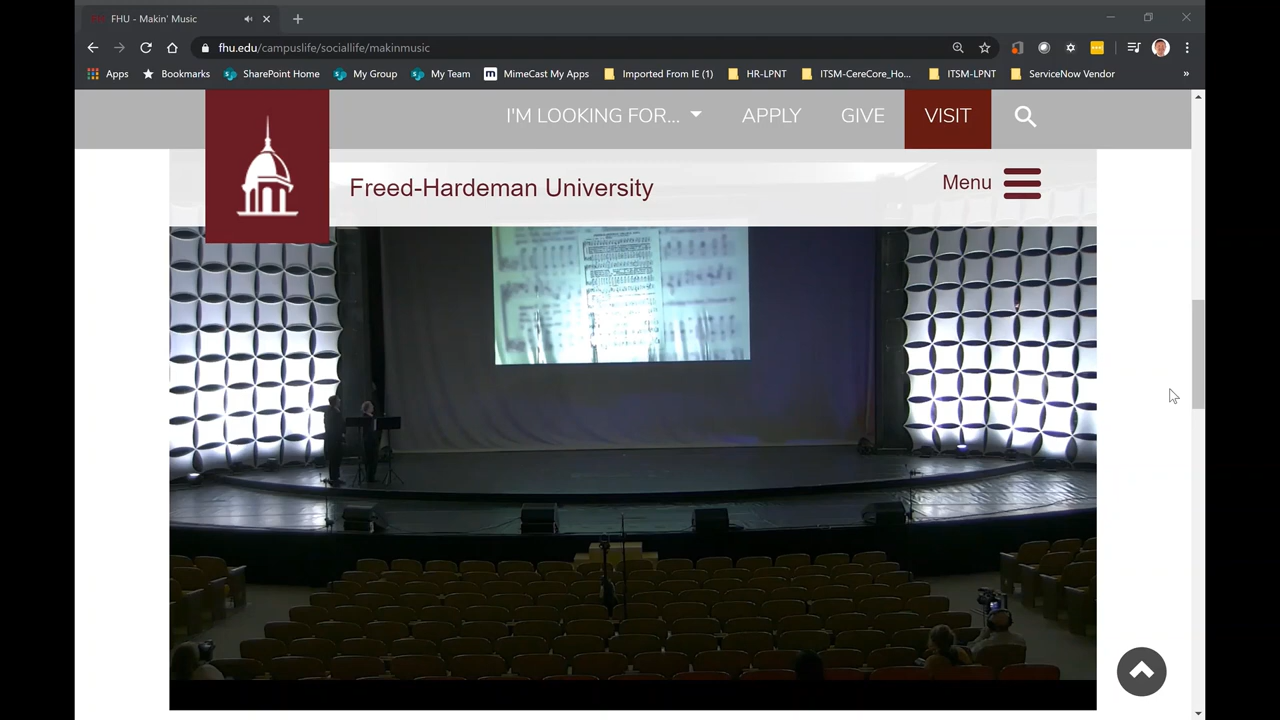 FHU - Makin' Music
fhu.edu/campuslife/sociallife/makinmusic
Apps Bookmarks SharePoint Home My Group My Team MimeCast My Apps Imported From IE (1) HR-LPNT ITSM-CereCore_Ho... ITSM-LPNT ServiceNow Vendor »
I'M LOOKING FOR... APPLY GIVE VISIT
Freed-Hardeman University Menu